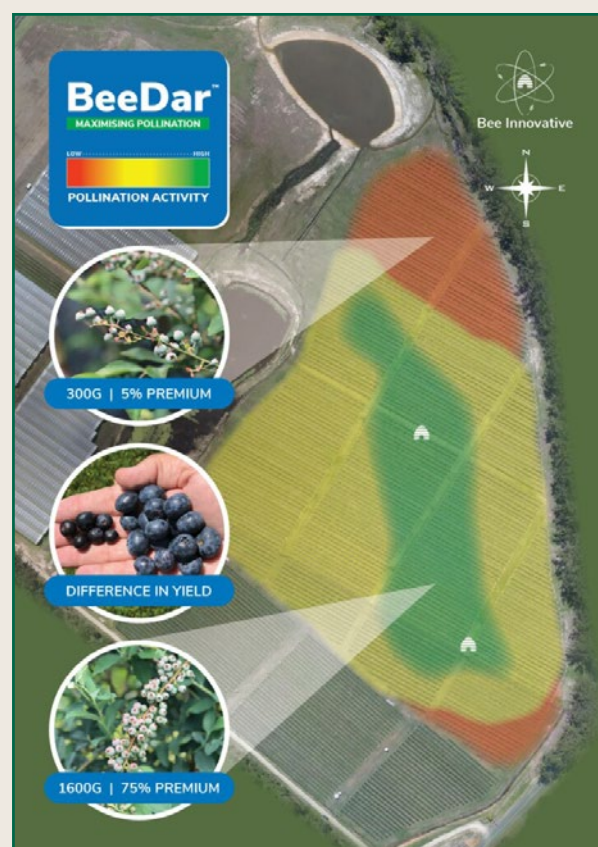 BeeDar™
MAXIMISING POLLINATION
LOW HIGH
POLLINATION ACTIVITY
Bee Innovative
N
W E
S
300G | 5% PREMIUM
DIFFERENCE IN YIELD
1600G | 75% PREMIUM